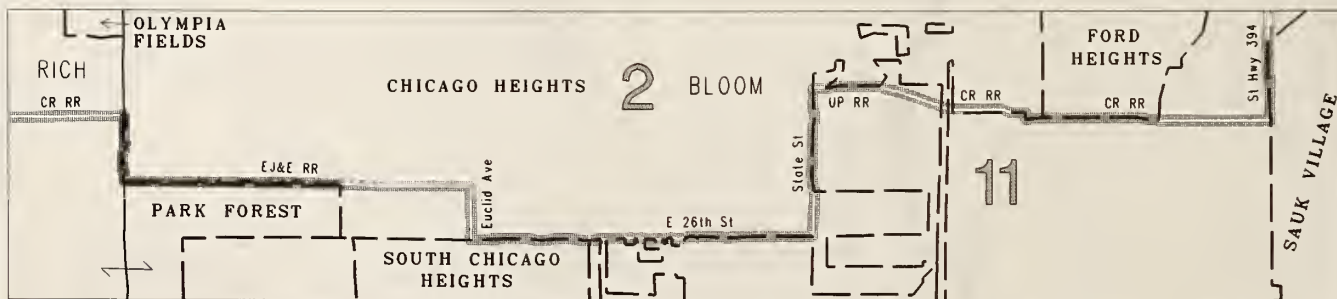 OLYMPIA
FIELDS
RICH
CR RR
CHICAGO HEIGHTS
2
BLOOM
UP RR
CR RR
FORD
HEIGHTS
CR RR
St Hwy 394
SAUK VILLAGE
EJ&E RR
PARK FOREST
Euclid Ave
State St
11
E 26th St
SOUTH CHICAGO
HEIGHTS